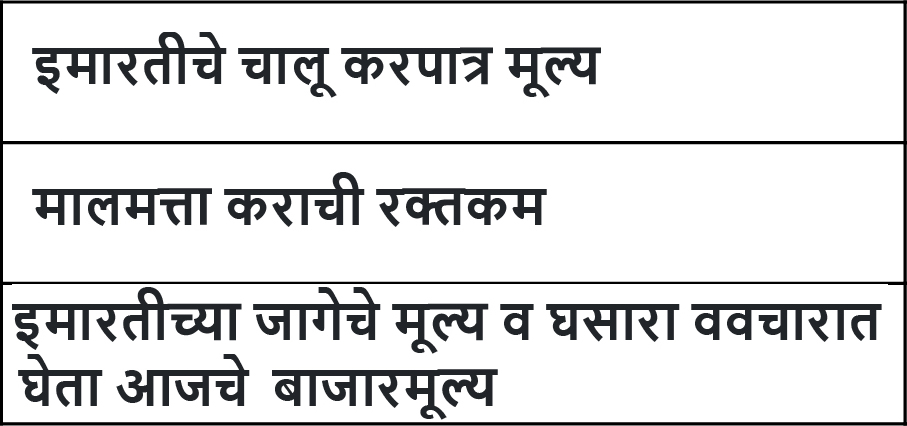 इमारतीचे चालू करपात्र मूल्य
मालमत्ता कराची रक्तकम
इमारतीच्या जागेचे मूल्य व घसारा ववचारात
घेता आजचे बाजारमूल्य